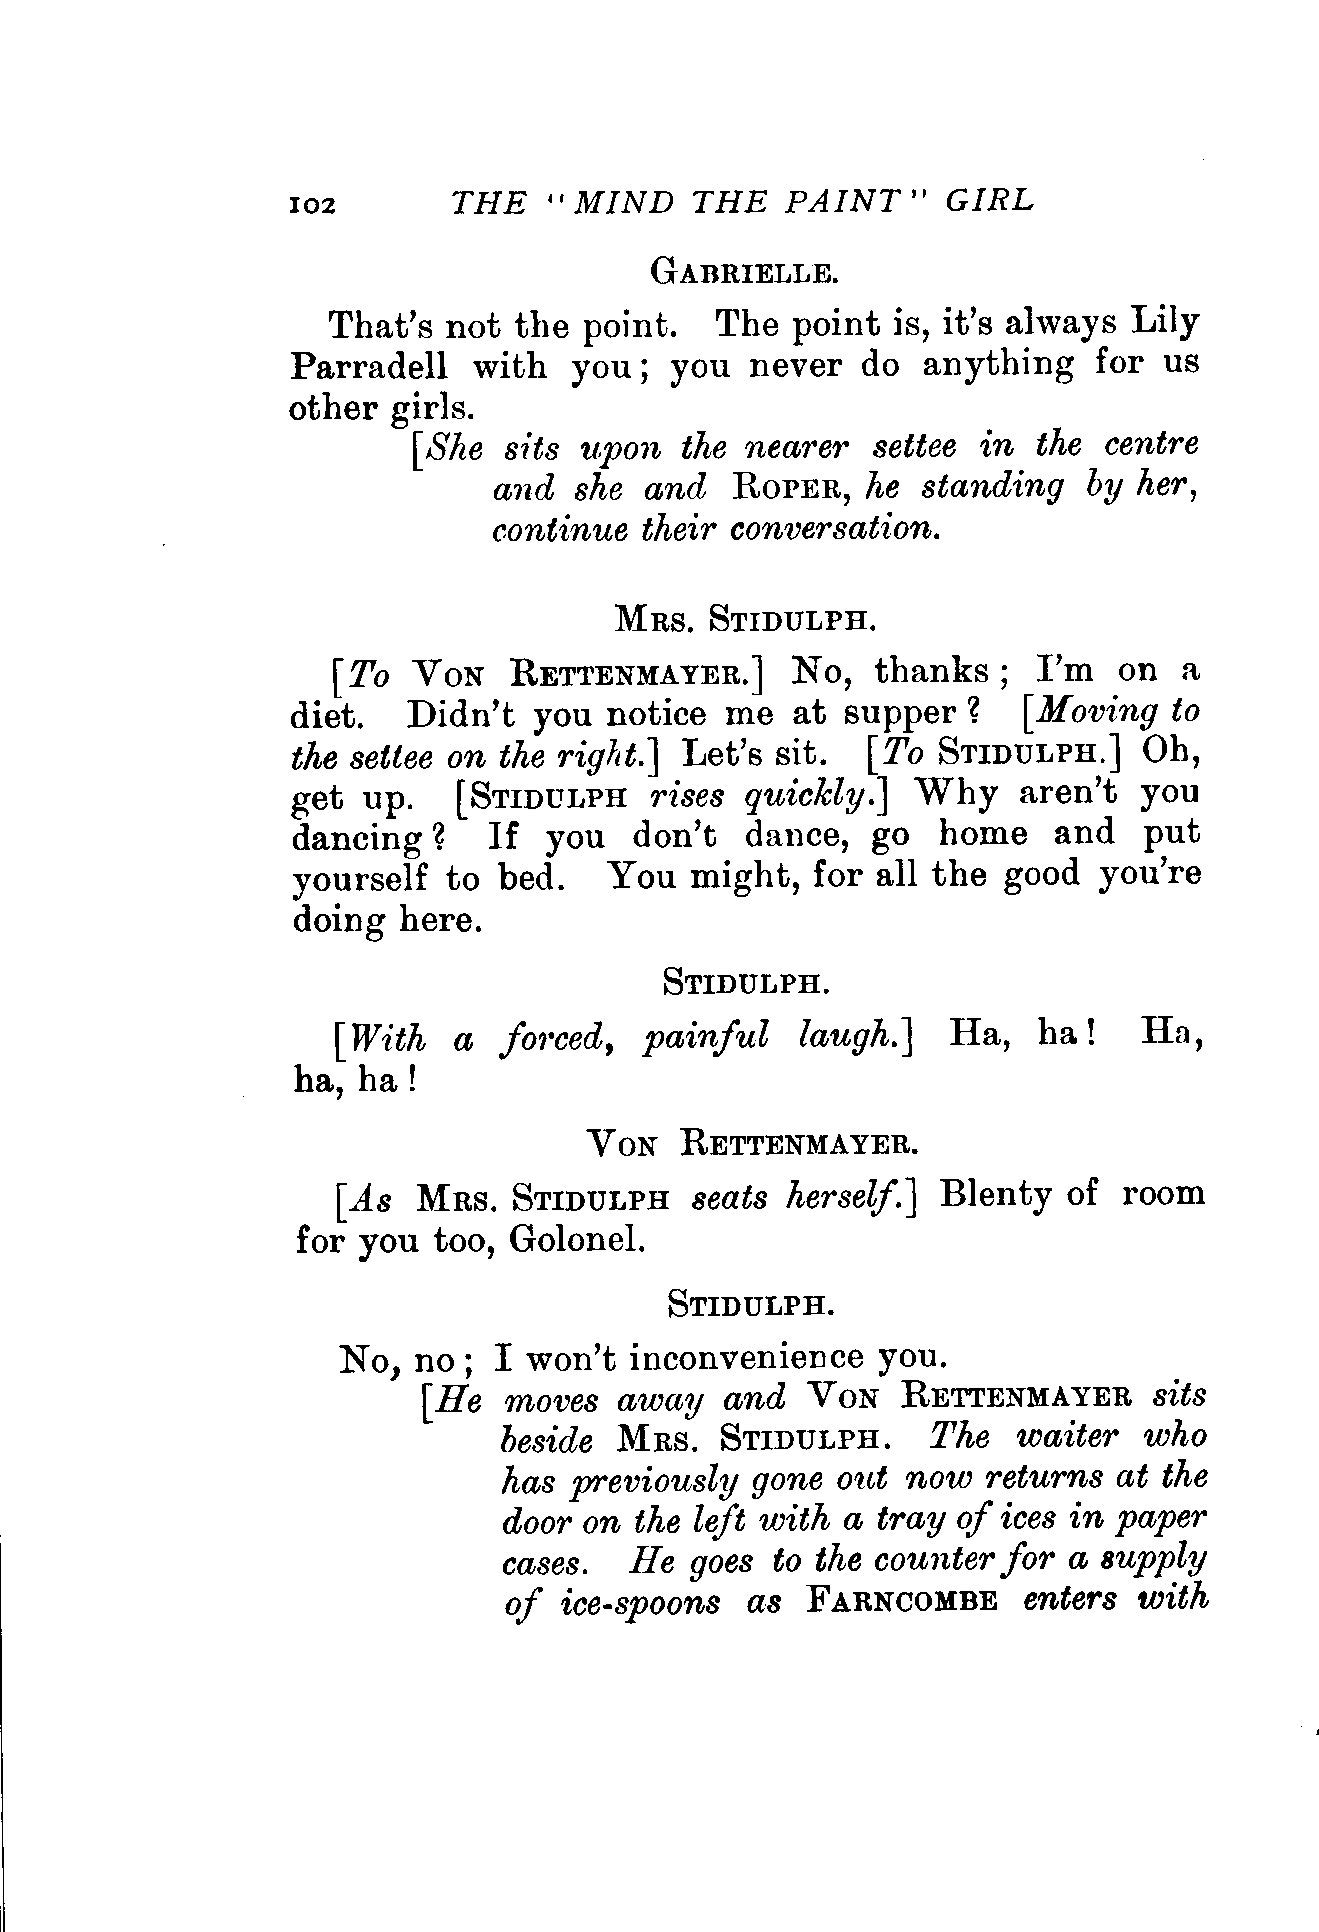 102 THE "MIND THE PAINT" GIRL
GABRIELLE.
That's not the point. The point is, it's always Lily
Parradell with you; you never do anything for us
other girls.
[She sits upon the nearer settee in the centre
and she and ROPER, he standing by her,
continue their conversation.
MRS. STIDULPH.
[To VON RETTENMAYER.] No, thanks; I'm on a
diet. Didn't you notice me at supper? [Moving to
the settee on the right.] Let's sit. [To STIDULPH.] Oh,
get up. [STIDULPH rises quickly.] Why aren't you
dancing? If you don't dance, go home and put
yourself to bed. You might, for all the good you're
doing here.
STIDULPH.
[With a forced, painful laugh.] Ha, ha! Ha,
ha, ha!
VON RETTENMAYER.
[As MRS. STIDULPH seats herself.] Blenty of room
for you too, Golonel.
STIDULPH.
No, no; I won't inconvenience you.
[He moves away and VON RETTENMAYER sits
beside MRS. STIDULPH. The waiter who
has previously gone out now returns at the
door on the left with a tray of ices in paper
cases. He goes to the counter for a supply
of ice-spoons as FARNCOMBE enters with